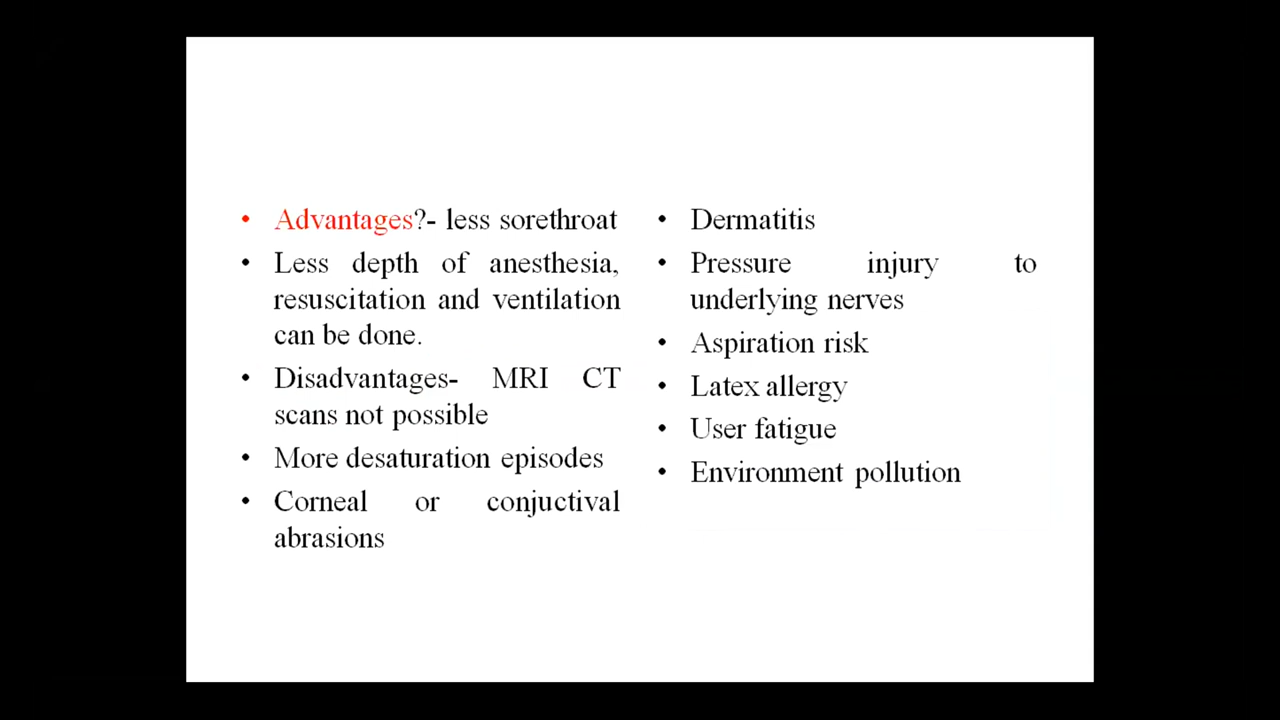 • Advantages?- less sorethroat
• Less depth of anesthesia,
resuscitation and ventilation
can be done.
• Disadvantages- MRI CT
scans not possible
• More desaturation episodes
• Corneal or conjuctival
abrasions
• Dermatitis
• Pressure injury to
underlying nerves
• Aspiration risk
• Latex allergy
• User fatigue
• Environment pollution